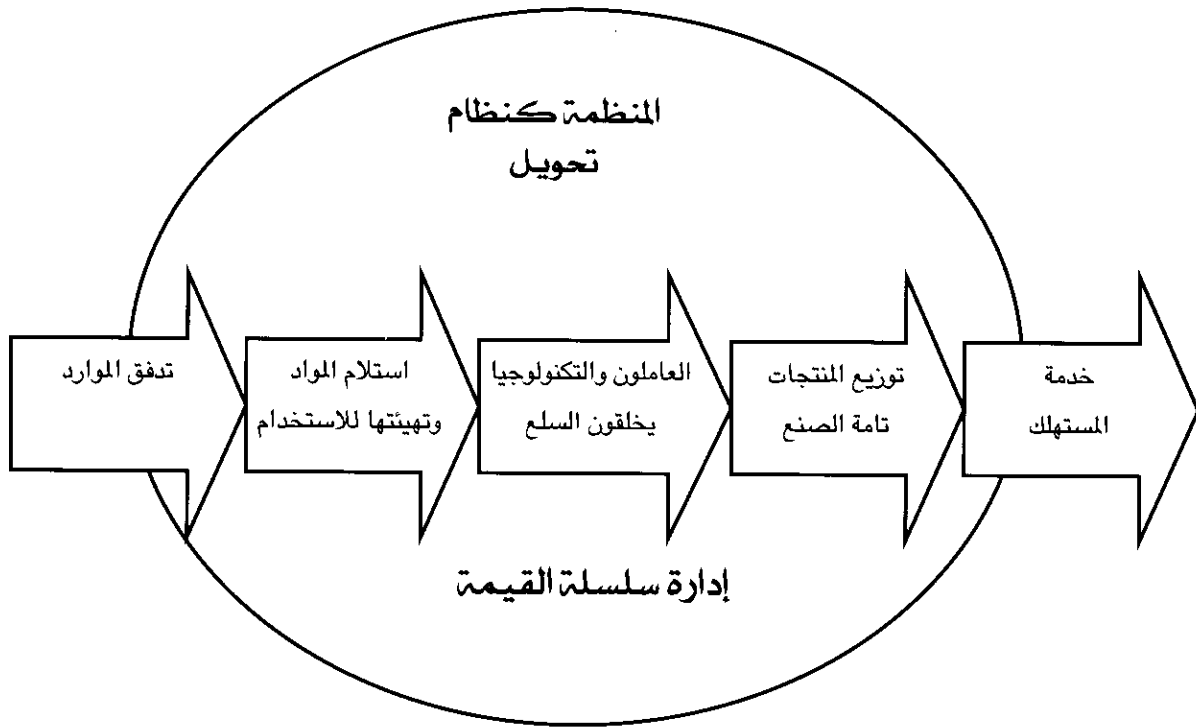 المنظمة كنظام
تحويل
تدفق الموارد
استلام المواد
وتهيئتها للاستخدام
العاملون والتكنولوجيا
يخلقون السلع
توزيع المنتجات
تامة الصنع
خدمة
المستهلك
إدارة سلسلة القيمة